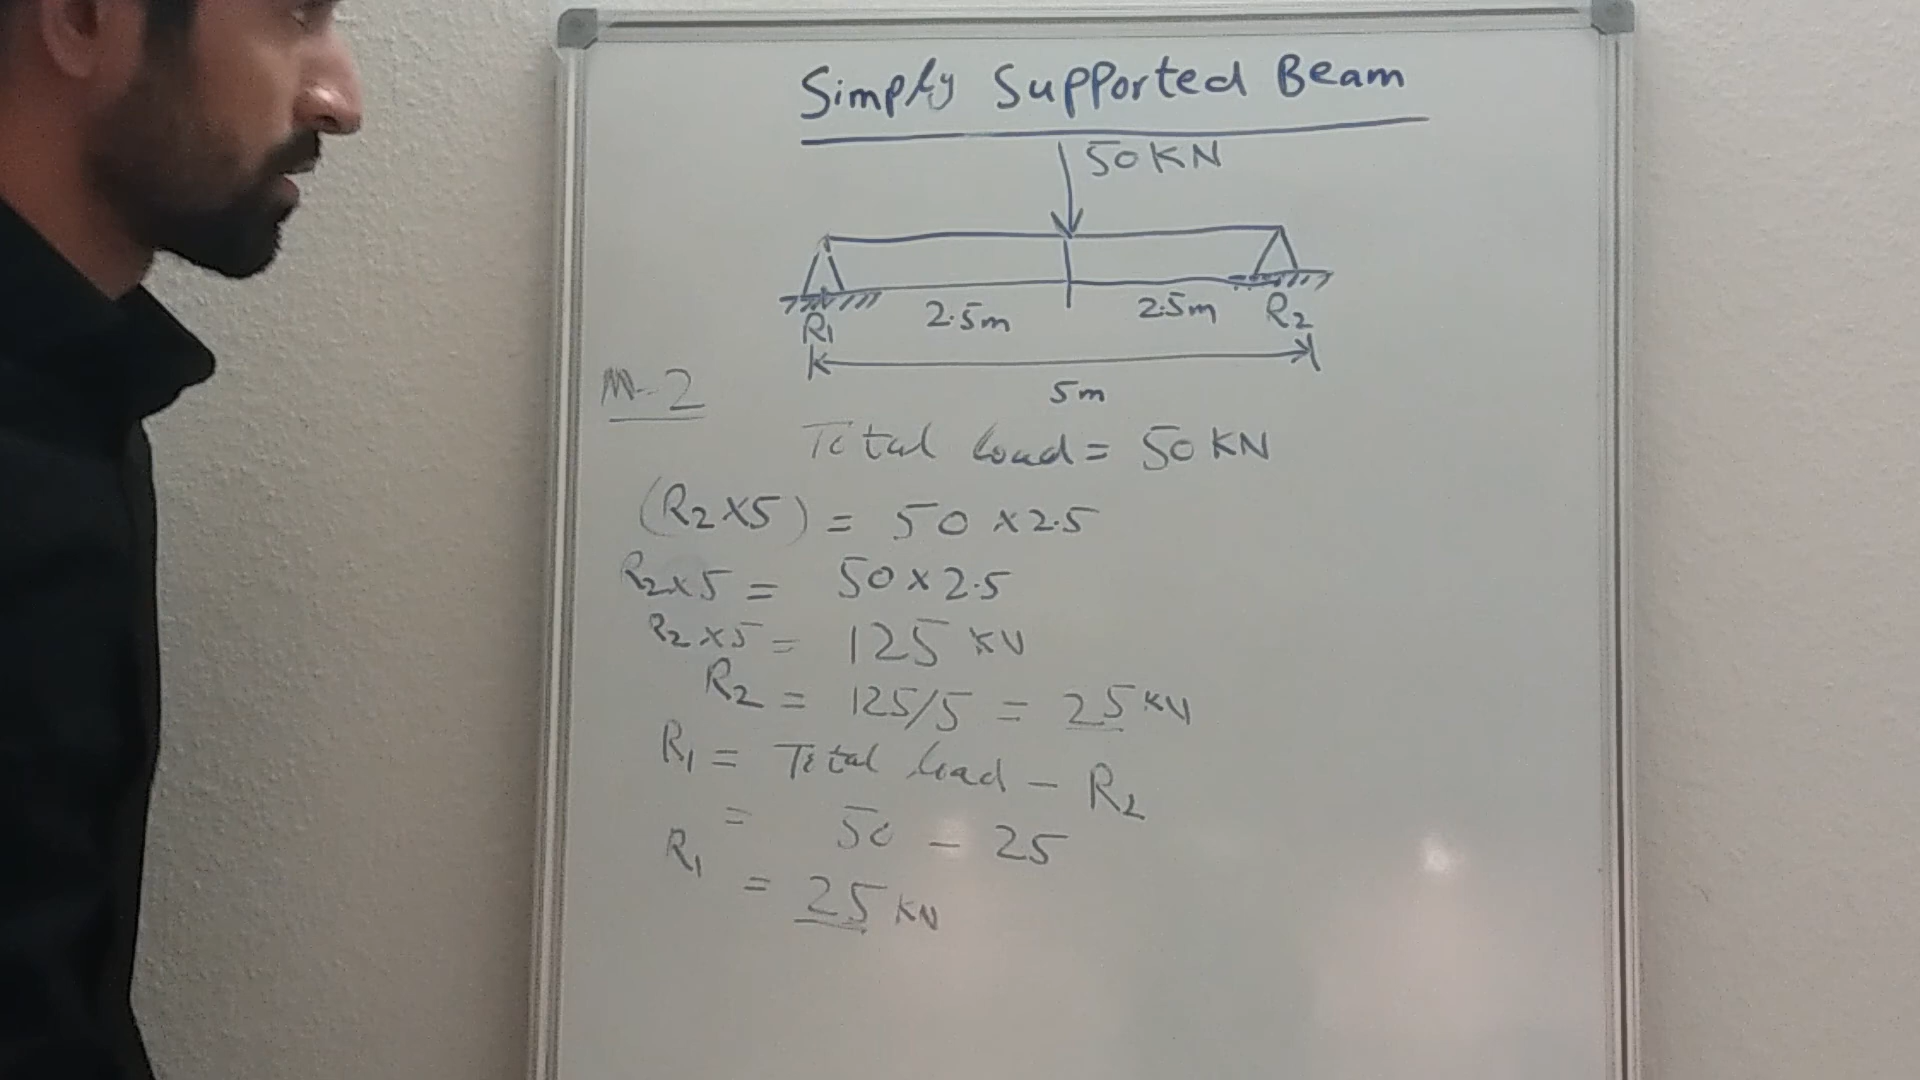 Simply Supported Beam
50 KN
2.5m 2.5m
R1 R2
5m
M-2
Total load = 50 KN
(R2 x 5) = 50 x 2.5
R2 x 5 = 50 x 2.5
R2 x 5 = 125 KN
R2 = 125/5 = 25 KN
R1 = Total load - R2
= 50 - 25
R1 = 25 KN